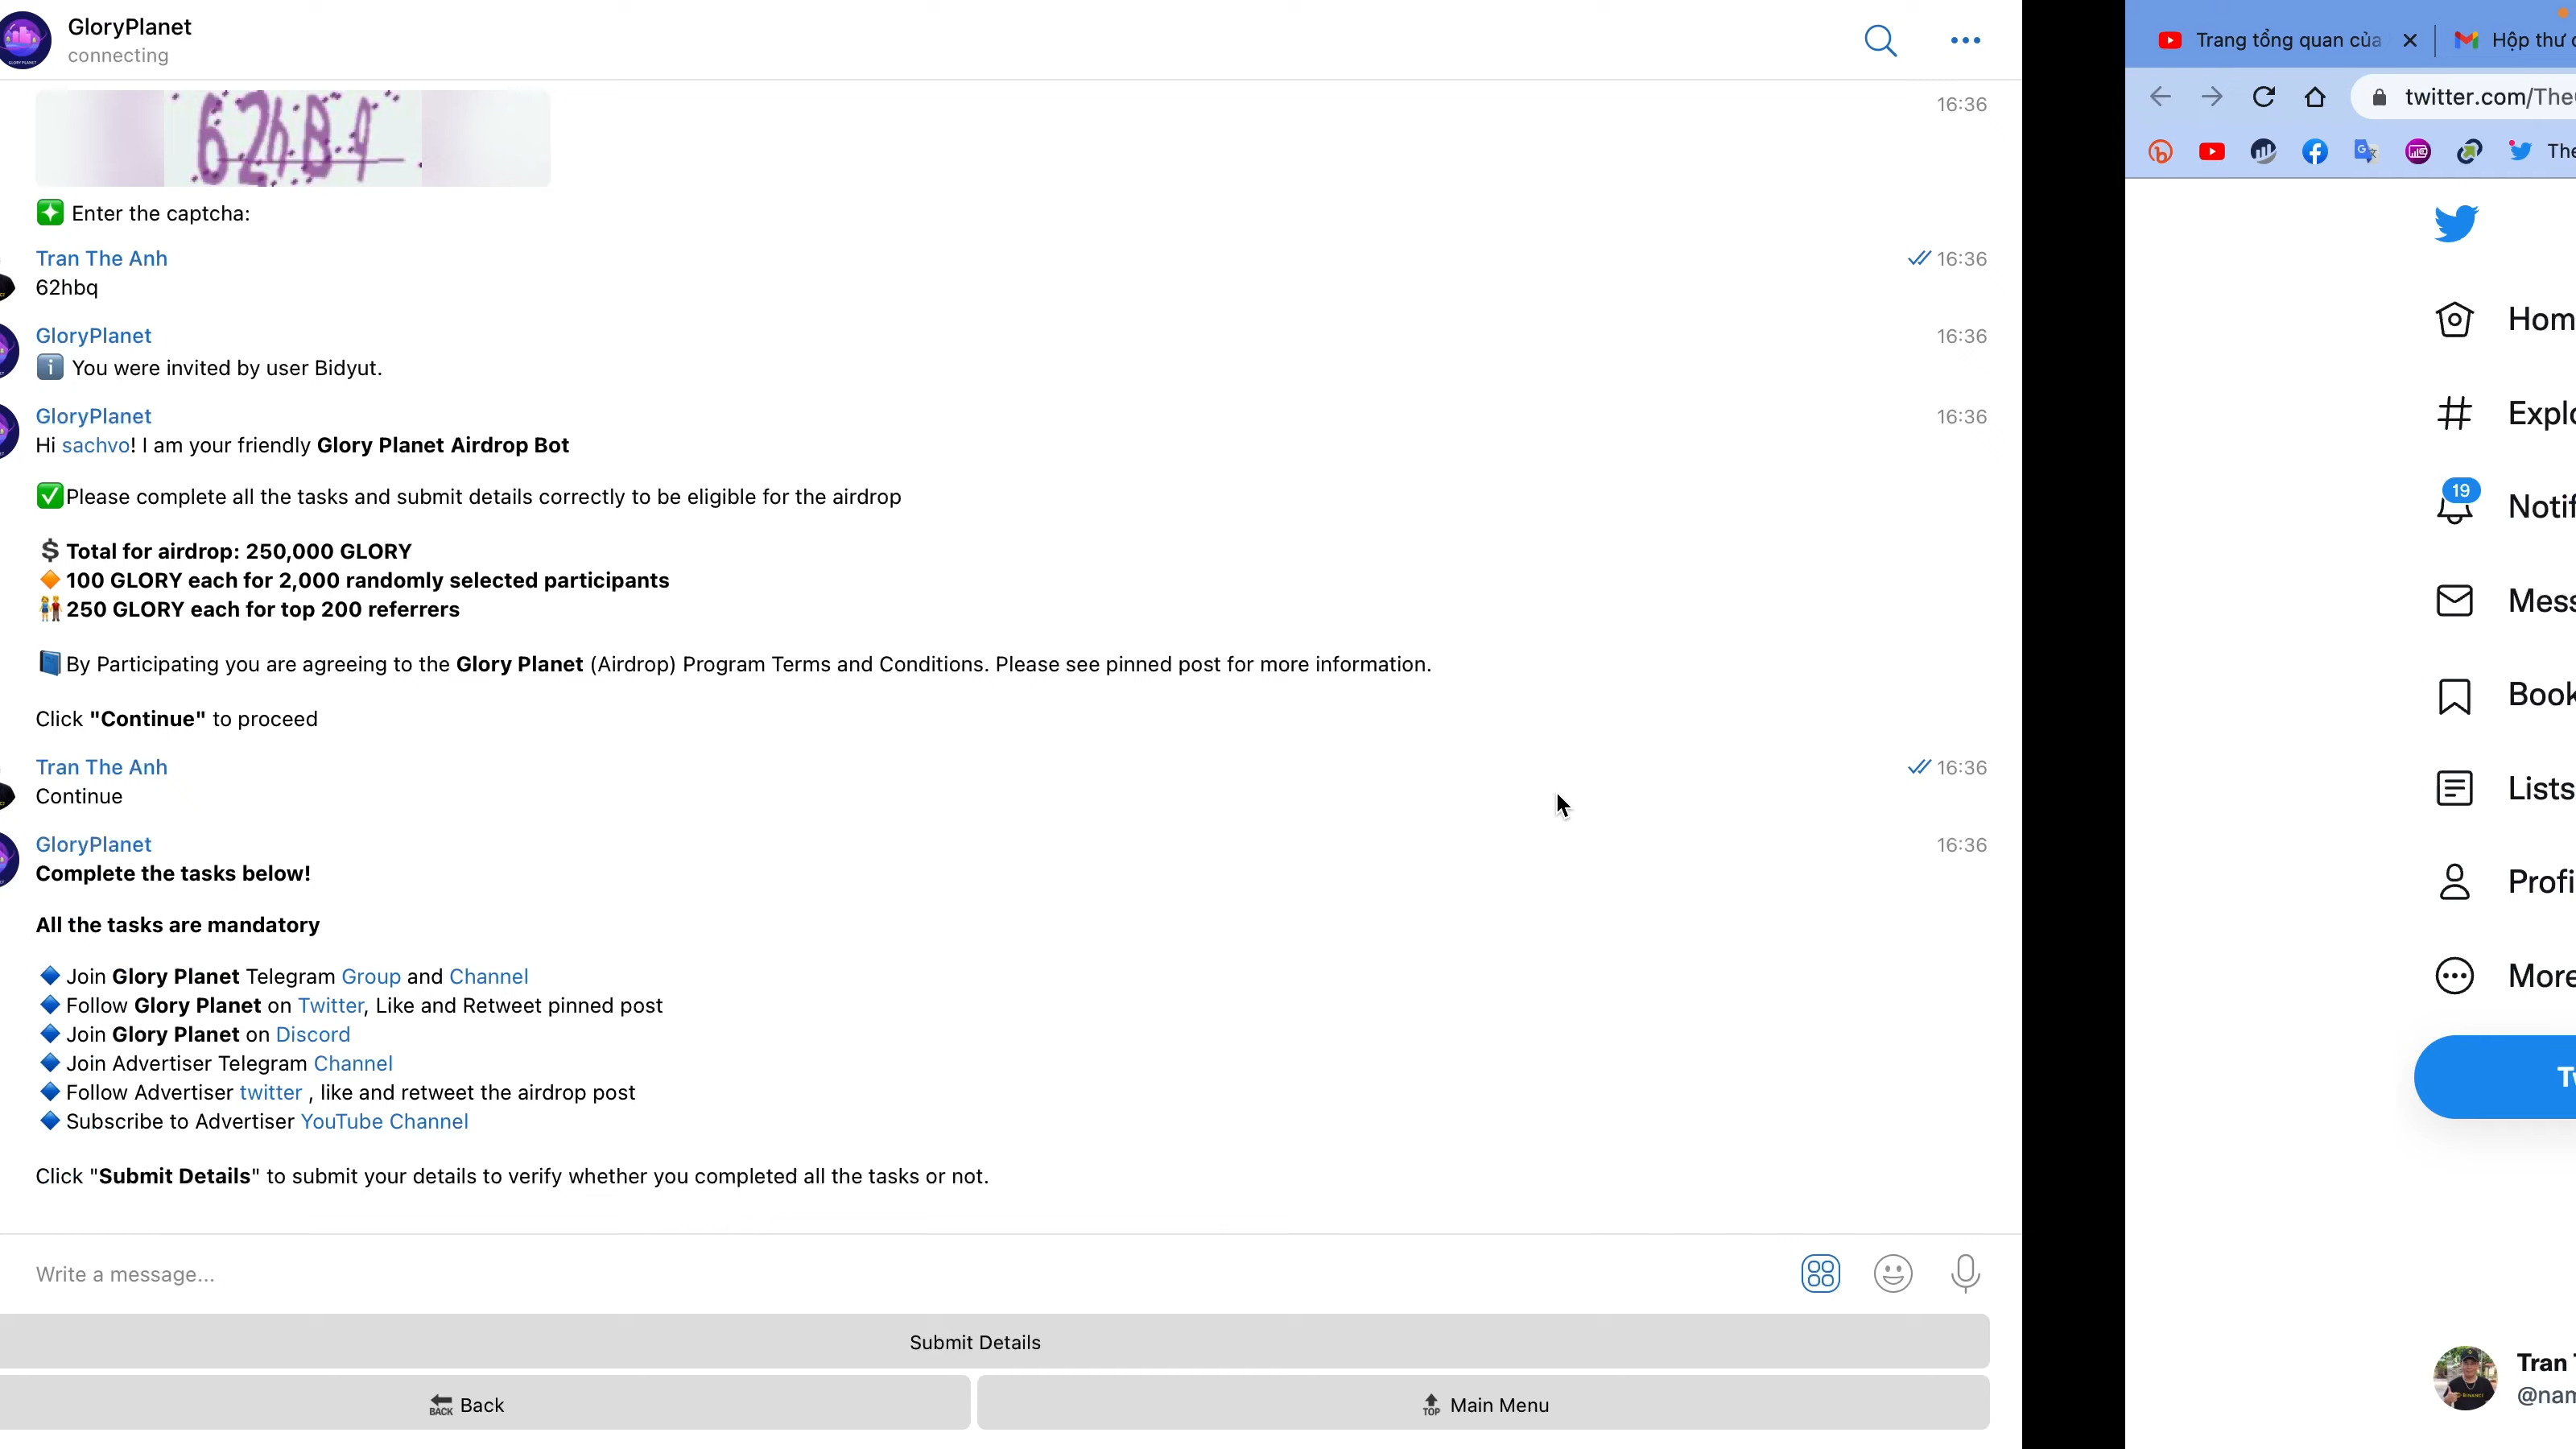 GloryPlanet
connecting
16:36
Enter the captcha:
Tran The Anh
16:36
62hbq
GloryPlanet
16:36
You were invited by user Bidyut.
GloryPlanet
16:36
Hi sachvo! I am your friendly Glory Planet Airdrop Bot
Please complete all the tasks and submit details correctly to be eligible for the airdrop
Total for airdrop: 250,000 GLORY
100 GLORY each for 2,000 randomly selected participants
250 GLORY each for top 200 referrers
By Participating you are agreeing to the Glory Planet (Airdrop) Program Terms and Conditions. Please see pinned post for more information.
Click "Continue" to proceed
Tran The Anh
16:36
Continue
GloryPlanet
16:36
Complete the tasks below!
All the tasks are mandatory
Join Glory Planet Telegram Group and Channel
Follow Glory Planet on Twitter, Like and Retweet pinned post
Join Glory Planet on Discord
Join Advertiser Telegram Channel
Follow Advertiser twitter , like and retweet the airdrop post
Subscribe to Advertiser YouTube Channel
Click "Submit Details" to submit your details to verify whether you completed all the tasks or not.
Write a message...
Submit Details
BACK Back
TOP Main Menu
Trang tổng quan của
Hộp thư
twitter.com/The
The
Hom
Explo
19
Notif
Mess
Book
Lists
Profi
More
Tw
Tran
@nam